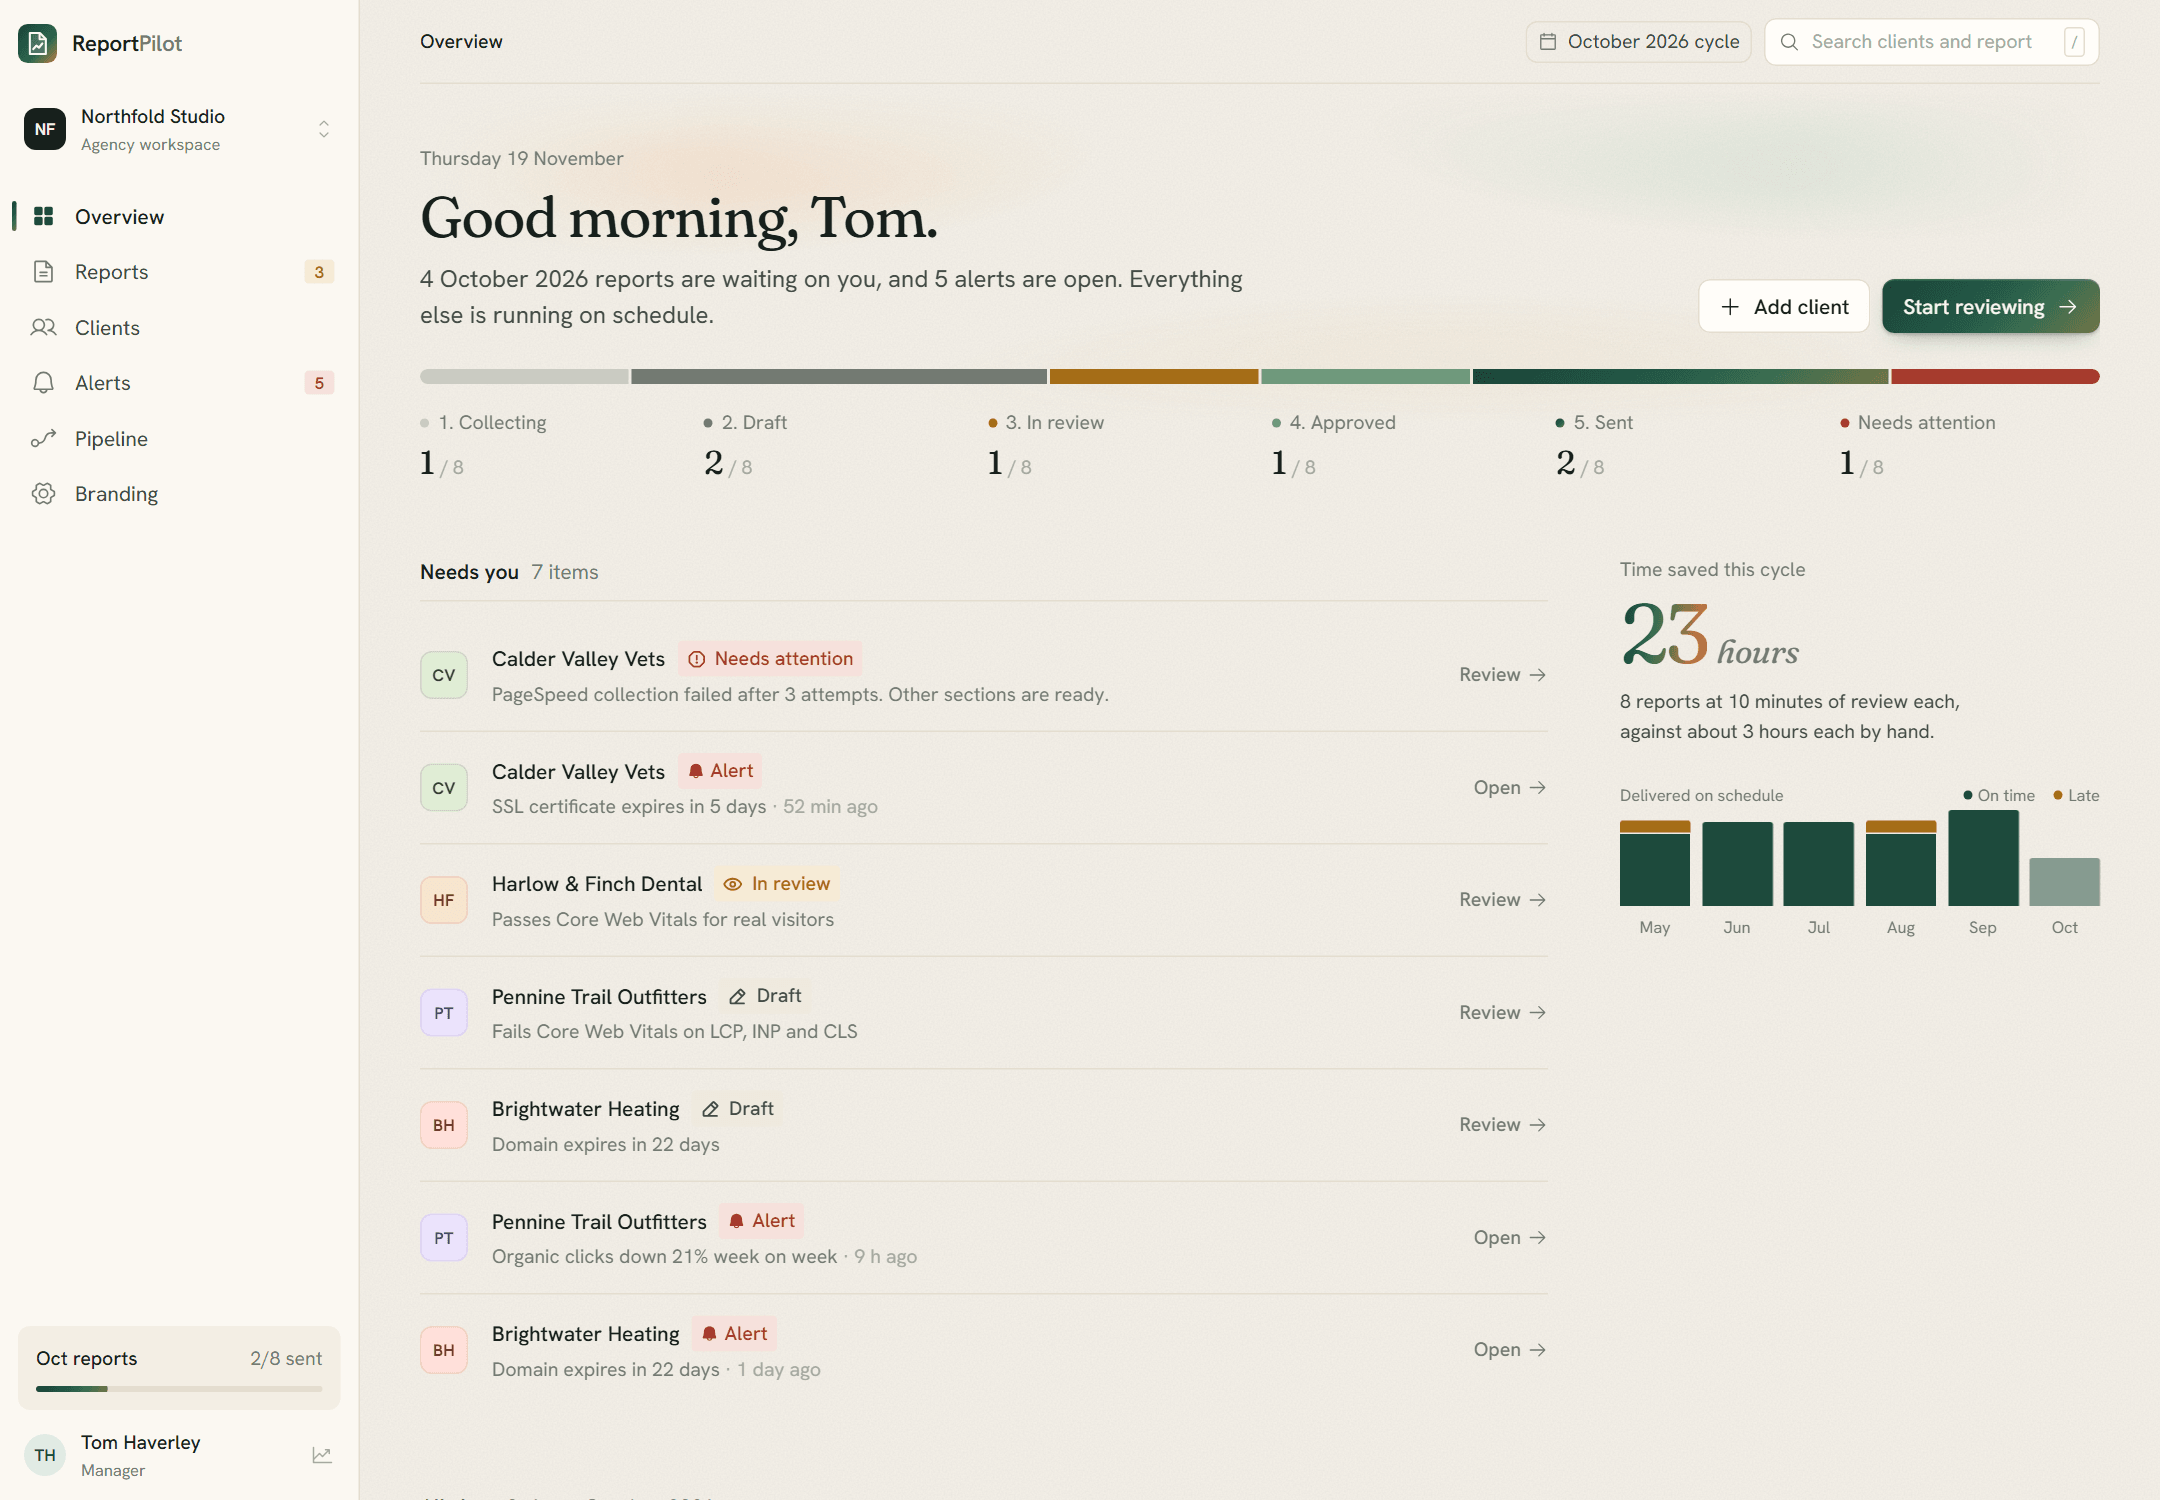 ReportPilot
NF
Northfold Studio
Agency workspace
Overview
Reports 3
Clients
Alerts 5
Pipeline
Branding
Oct reports 2/8 sent
TH
Tom Haverley
Manager
Overview
October 2026 cycle
Search clients and report /
Thursday 19 November
Good morning, Tom.
4 October 2026 reports are waiting on you, and 5 alerts are open. Everything
else is running on schedule.
Add client
Start reviewing
1. Collecting
1 / 8
2. Draft
2 / 8
3. In review
1 / 8
4. Approved
1 / 8
5. Sent
2 / 8
Needs attention
1 / 8
Needs you 7 items
CV
Calder Valley Vets Needs attention
PageSpeed collection failed after 3 attempts. Other sections are ready.
Review
CV
Calder Valley Vets Alert
SSL certificate expires in 5 days · 52 min ago
Open
HF
Harlow & Finch Dental In review
Passes Core Web Vitals for real visitors
Review
PT
Pennine Trail Outfitters Draft
Fails Core Web Vitals on LCP, INP and CLS
Review
BH
Brightwater Heating Draft
Domain expires in 22 days
Review
PT
Pennine Trail Outfitters Alert
Organic clicks down 21% week on week · 9 h ago
Open
BH
Brightwater Heating Alert
Domain expires in 22 days · 1 day ago
Open
Time saved this cycle
23 hours
8 reports at 10 minutes of review each,
against about 3 hours each by hand.
Delivered on schedule
On time Late
May Jun Jul Aug Sep Oct